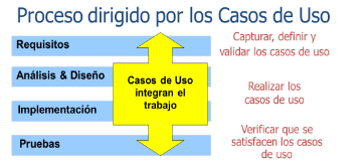 Proceso dirigido por los Casos de Uso
Requisitos
Capturar, definir y
validar los casos de uso
Análisis & Diseño
Casos de Uso
integran el
trabajo
Realizar los
casos de uso
Implementación
Verificar que se
satisfacen los casos
de uso
Pruebas